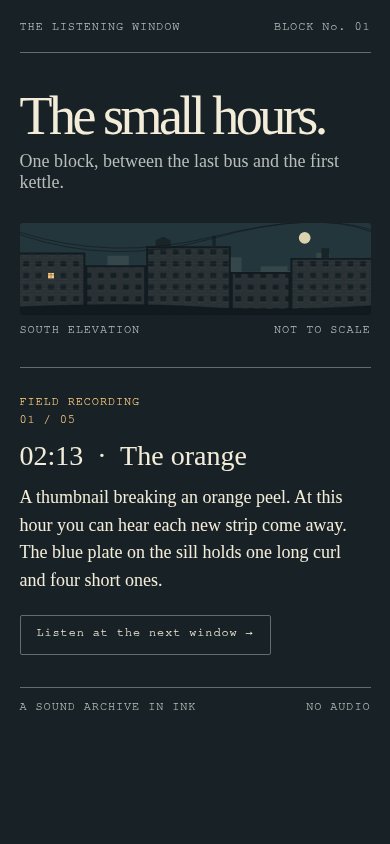 THE LISTENING WINDOW
BLOCK No. 01
The small hours.
One block, between the last bus and the first
kettle.
SOUTH ELEVATION
NOT TO SCALE
FIELD RECORDING
01 / 05
02:13 · The orange
A thumbnail breaking an orange peel. At this
hour you can hear each new strip come away.
The blue plate on the sill holds one long curl
and four short ones.
Listen at the next window →
A SOUND ARCHIVE IN INK
NO AUDIO